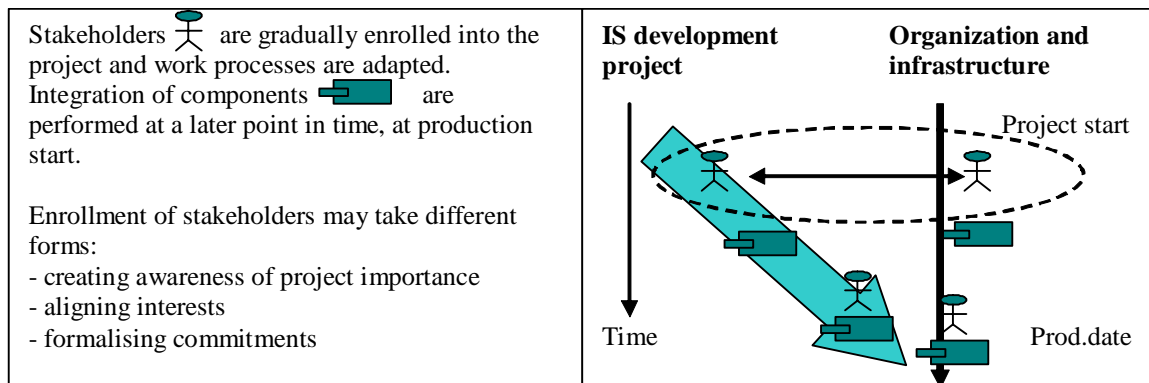 Stakeholders are gradually enrolled into the
project and work processes are adapted.
Integration of components are
performed at a later point in time, at production
start.
Enrollment of stakeholders may take different
forms:
- creating awareness of project importance
- aligning interests
- formalising commitments
IS development
project
Organization and
infrastructure
Project start
Time
Prod.date